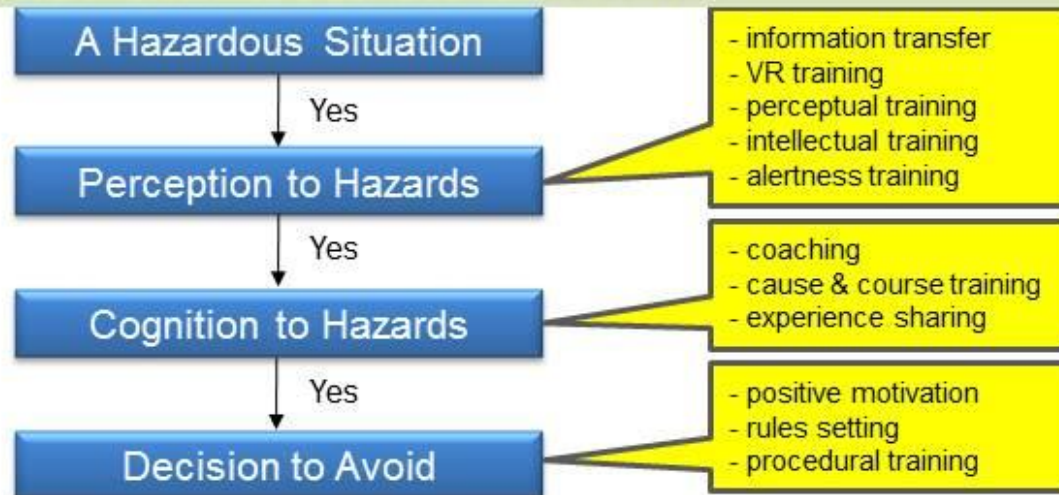 A Hazardous Situation
- information transfer
- VR training
- perceptual training
- intellectual training
- alertness training
Yes
Perception to Hazards
Yes
- coaching
- cause & course training
- experience sharing
Cognition to Hazards
Yes
- positive motivation
- rules setting
- procedural training
Decision to Avoid